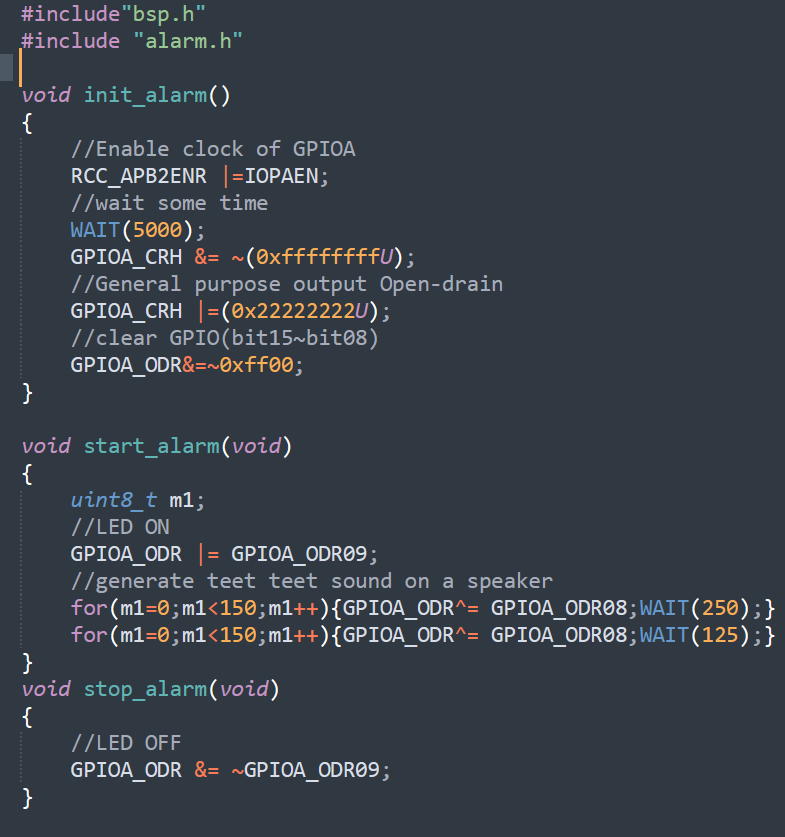 #include"bsp.h"
#include "alarm.h"
void init_alarm()
{
//Enable clock of GPIOA
RCC_APB2ENR |=IOPAEN;
//wait some time
WAIT(5000);
GPIOA_CRH &= ~(0xffffffffU);
//General purpose output Open-drain
GPIOA_CRH |=(0x22222222U);
//clear GPIO(bit15~bit08)
GPIOA_ODR&=~0xff00;
}
void start_alarm(void)
{
uint8_t m1;
//LED ON
GPIOA_ODR |= GPIOA_ODR09;
//generate teet teet sound on a speaker
for(m1=0;m1<150;m1++){GPIOA_ODR^= GPIOA_ODR08;WAIT(250);}
for(m1=0;m1<150;m1++){GPIOA_ODR^= GPIOA_ODR08;WAIT(125);}
}
void stop_alarm(void)
{
//LED OFF
GPIOA_ODR &= ~GPIOA_ODR09;
}